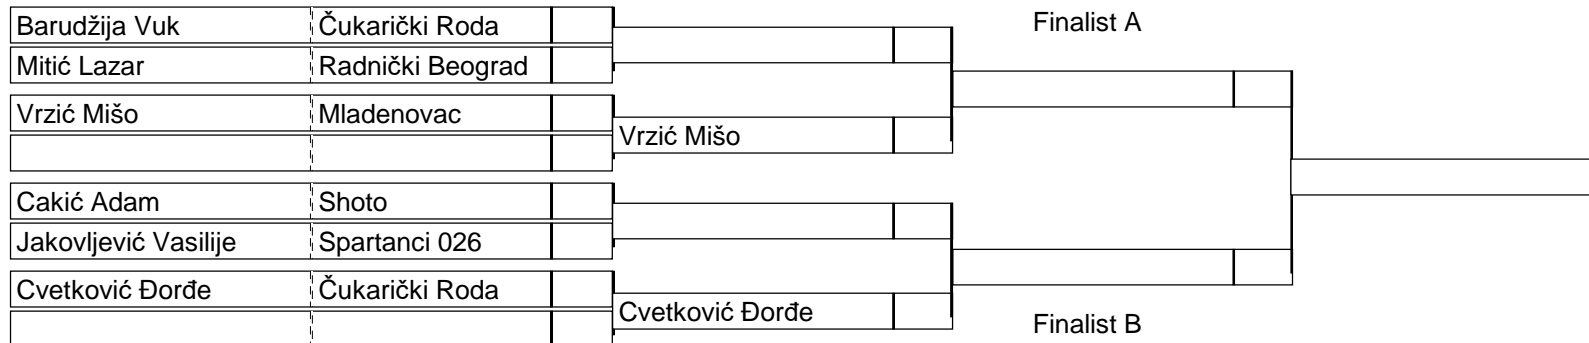 Barudžija Vuk Čukarički Roda
Mitić Lazar Radnički Beograd
Vrzić Mišo Mladenovac
Cakić Adam Shoto
Jakovljević Vasilije Spartanci 026
Cvetković Đorđe Čukarički Roda
Vrzić Mišo
Cvetković Đorđe
Finalist A
Finalist B